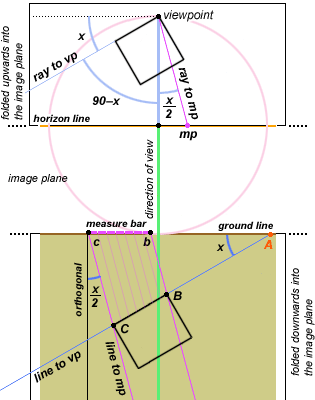 viewpoint
x
folded upwards into
the image plane
ray to vp
90–x
x
2
ray to mp
horizon line
mp
image plane
direction of view
measure bar
ground line
c
b
A
x
orthogonal
x
2
B
C
line to vp
line to mp
folded downwards into
the image plane